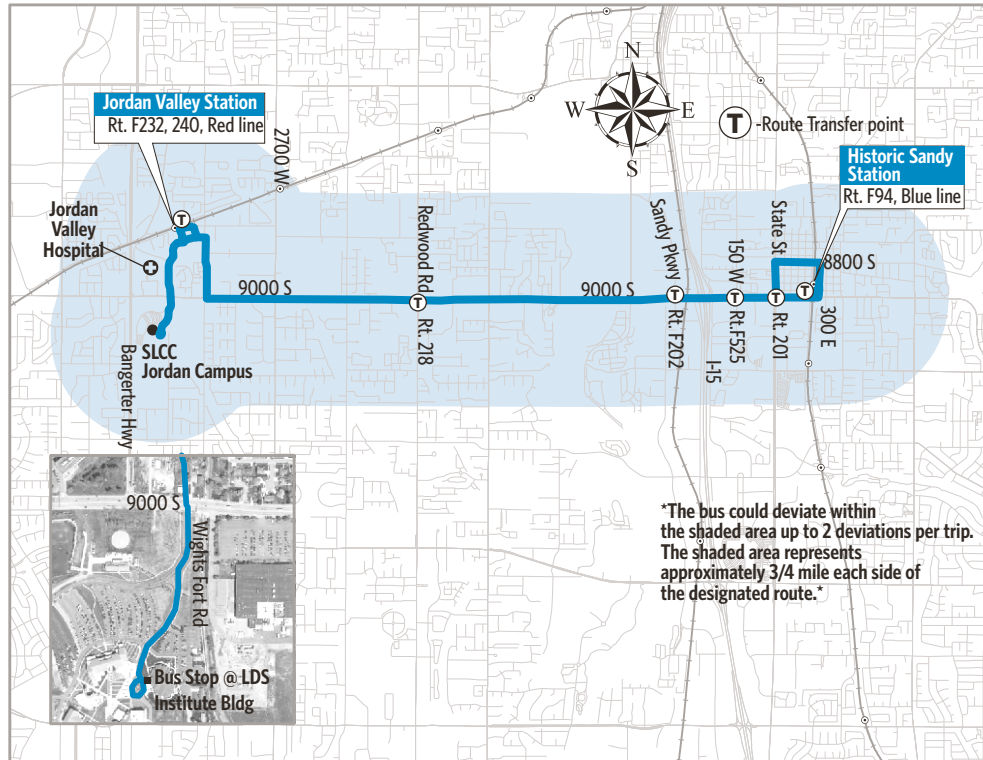 Jordan Valley Station
Rt. F232, 240, Red line
2700 W
N
W
E
S
T
-Route Transfer point
Historic Sandy
Station
Rt. F94, Blue line
Jordan
Valley
Hospital
T
Redwood Rd
Sandy Pkwy
150 W
State St
8800 S
9000 S
T
9000 S
T
T
T
T
SLCC
Jordan Campus
Bangerter Hwy
Rt. 218
Rt. F202
I-15
Rt.F525
Rt. 201
300 E
9000 S
Wights Fort Rd
Bus Stop @ LDS
Institute Bldg
*The bus could deviate within
the shaded area up to 2 deviations per trip.
The shaded area represents
approximately 3/4 mile each side of
the designated route.*